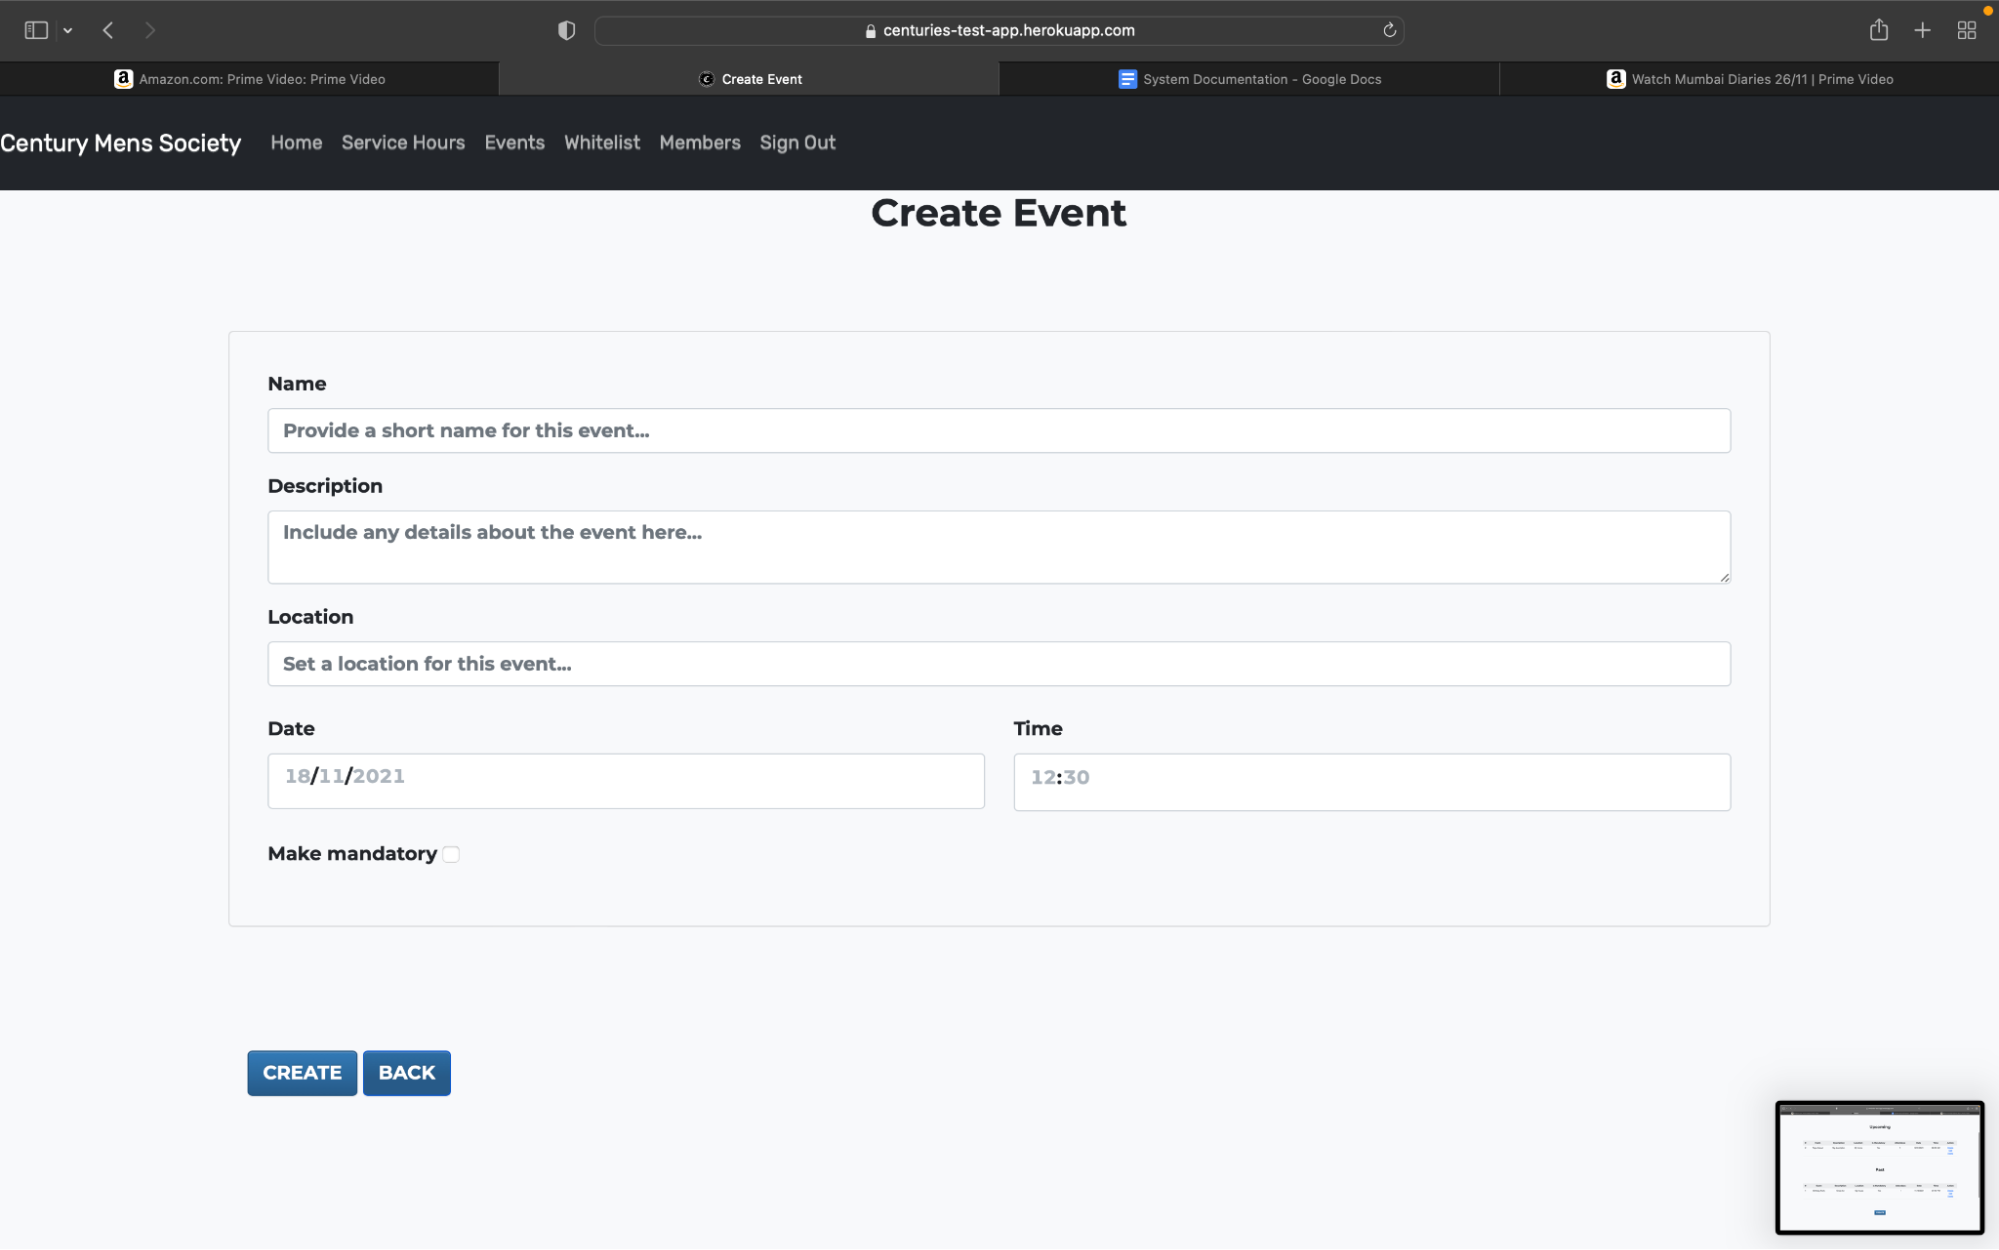 centuries-test-app.herokuapp.com
Amazon.com: Prime Video: Prime Video
Create Event
System Documentation - Google Docs
Watch Mumbai Diaries 26/11 | Prime Video
Century Mens Society Home Service Hours Events Whitelist Members Sign Out
Create Event
Name
Provide a short name for this event...
Description
Include any details about the event here...
Location
Set a location for this event...
Date Time
18/11/2021 12:30
Make mandatory
CREATE BACK
Upcoming
Past